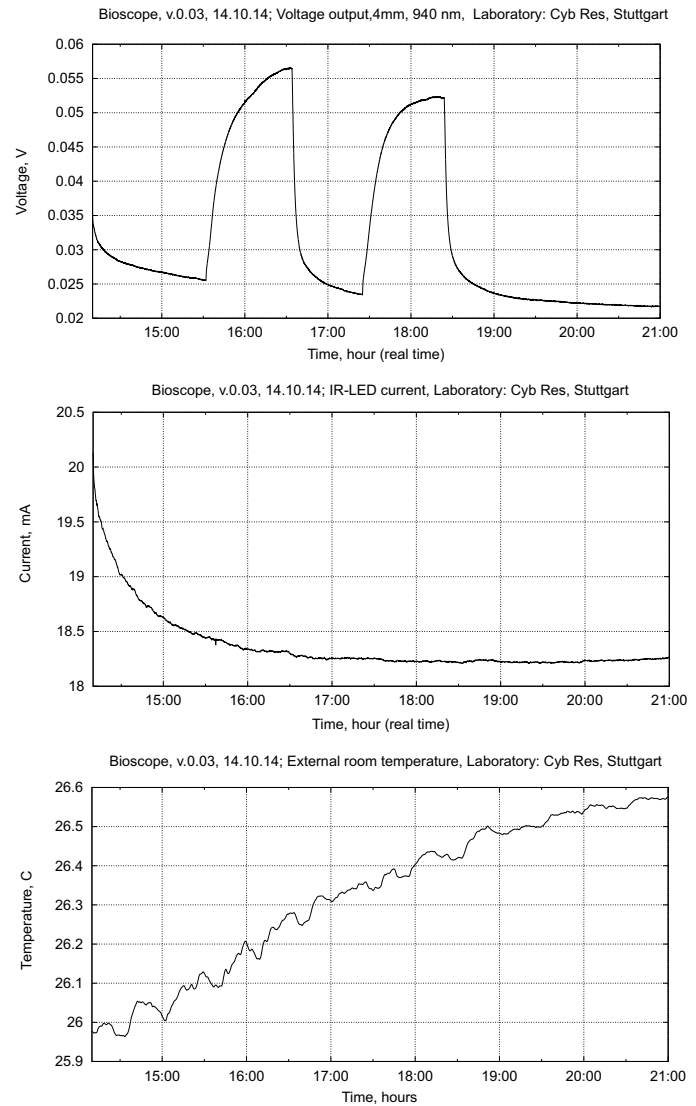 Bioscope, v.0.03, 14.10.14; Voltage output,4mm, 940 nm,  Laboratory: Cyb Res, Stuttgart
0.06
0.055
0.05
0.045
0.04
0.035
0.03
0.025
0.02
Voltage, V
15:00 16:00 17:00 18:00 19:00 20:00 21:00
Time, hour (real time)
Bioscope, v.0.03, 14.10.14; IR-LED current, Laboratory: Cyb Res, Stuttgart
20.5
20
19.5
19
18.5
18
Current, mA
15:00 16:00 17:00 18:00 19:00 20:00 21:00
Time, hour (real time)
Bioscope, v.0.03, 14.10.14; External room temperature, Laboratory: Cyb Res, Stuttgart
26.6
26.5
26.4
26.3
26.2
26.1
26
25.9
Temperature, C
15:00 16:00 17:00 18:00 19:00 20:00 21:00
Time, hours